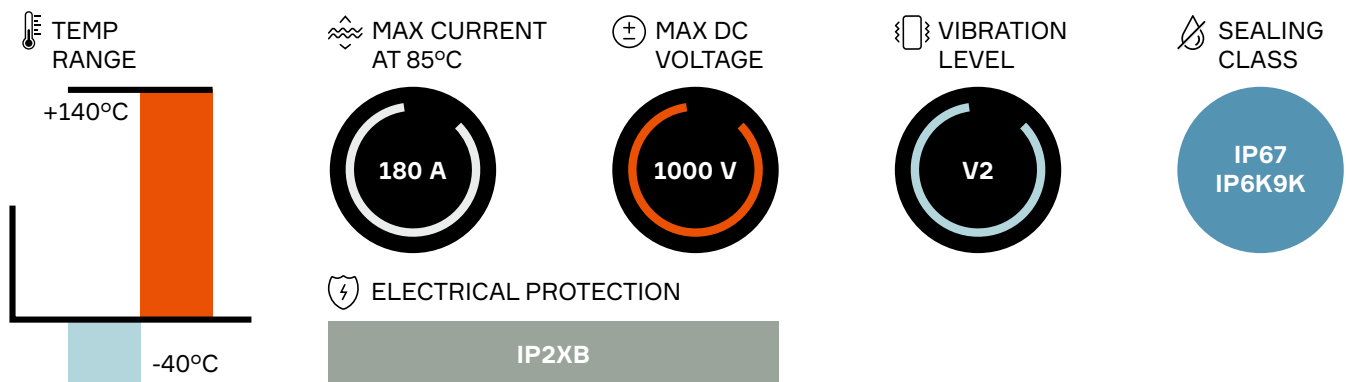 TEMP
RANGE
+140°C
-40°C
MAX CURRENT
AT 85°C
180 A
MAX DC
VOLTAGE
1000 V
VIBRATION
LEVEL
V2
SEALING
CLASS
IP67
IP6K9K
ELECTRICAL PROTECTION
IP2XB